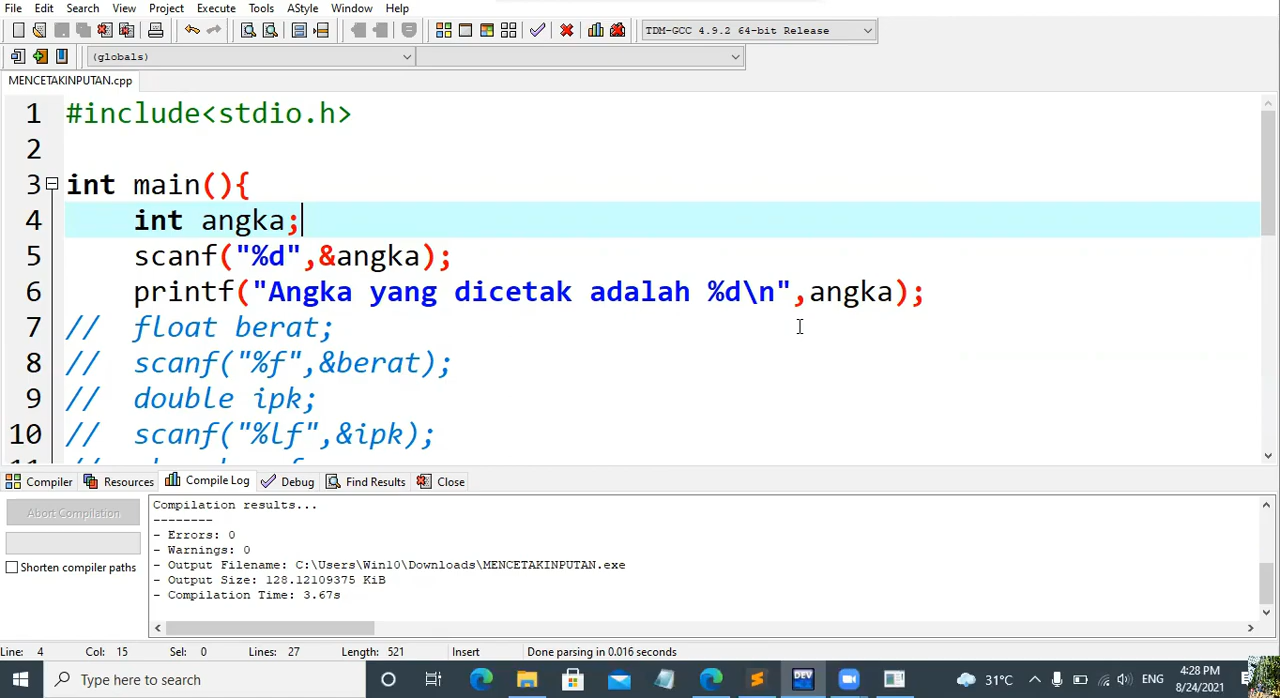 File Edit Search View Project Execute Tools AStyle Window Help
TDM-GCC 4.9.2 64-bit Release
(globals)
MENCETAKINPUTAN.cpp
1 #include<stdio.h>
2
3 int main(){
4 int angka;
5 scanf("%d",&angka);
6 printf("Angka yang dicetak adalah %d\n",angka);
7 // float berat;
8 // scanf("%f",&berat);
9 // double ipk;
10 // scanf("%lf",&ipk);
Compiler Resources Compile Log Debug Find Results Close
Abort Compilation
Shorten compiler paths
Compilation results...
--------
- Errors: 0
- Warnings: 0
- Output Filename: C:\Users\Win10\Downloads\MENCETAKINPUTAN.exe
- Output Size: 128.12109375 KiB
- Compilation Time: 3.67s
Line: 4 Col: 15 Sel: 0 Lines: 27 Length: 521 Insert Done parsing in 0.016 seconds
Type here to search
DEV
31°C
ENG
4:28 PM
8/24/2021